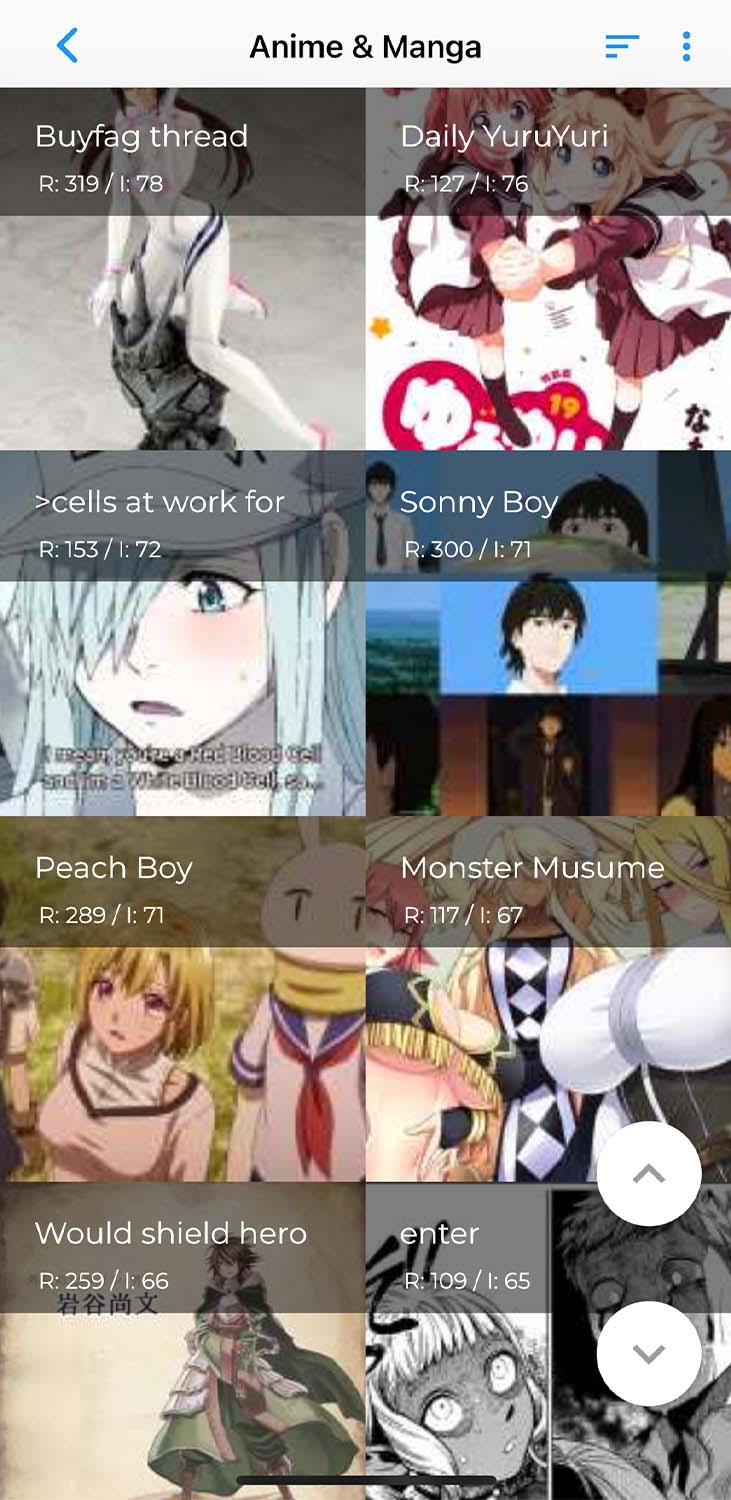 Anime & Manga
Buyfag thread
R: 319 / I: 78
Daily YuruYuri
R: 127 / I: 76
19
>cells at work for
R: 153 / I: 72
I mean, you're a Red Blood Cell
and I'm a White Blood Cell, so...
Sonny Boy
R: 300 / I: 71
Peach Boy
R: 289 / I: 71
Monster Musume
R: 117 / I: 67
Would shield hero
R: 259 / I: 66
岩谷尚文
enter
R: 109 / I: 65